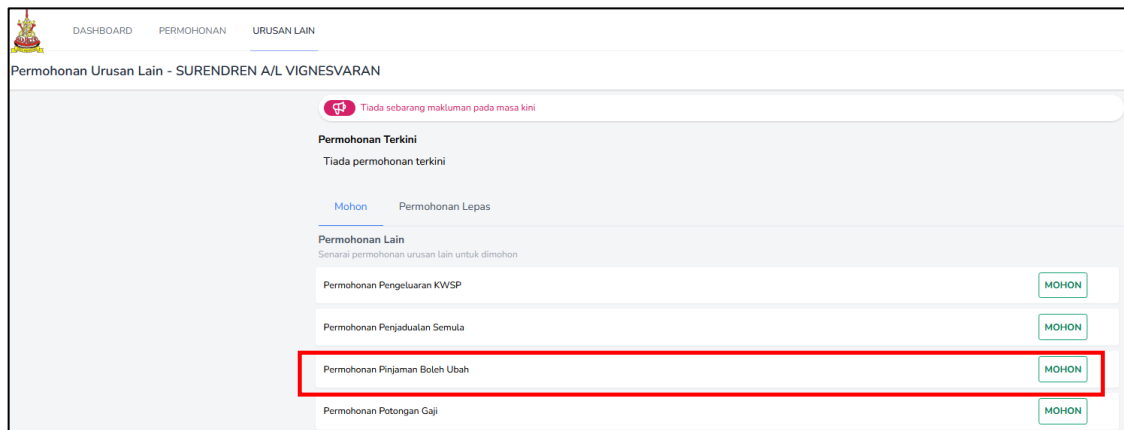 DASHBOARD PERMOHONAN URUSAN LAIN
Permohonan Urusan Lain - SURENDREN A/L VIGNESVARAN
Tiada sebarang makluman pada masa kini
Permohonan Terkini
Tiada permohonan terkini
Mohon Permohonan Lepas
Permohonan Lain
Senarai permohonan urusan lain untuk dimohon
Permohonan Pengeluaran KWSP MOHON
Permohonan Penjadualan Semula MOHON
Permohonan Pinjaman Boleh Ubah MOHON
Permohonan Potongan Gaji MOHON